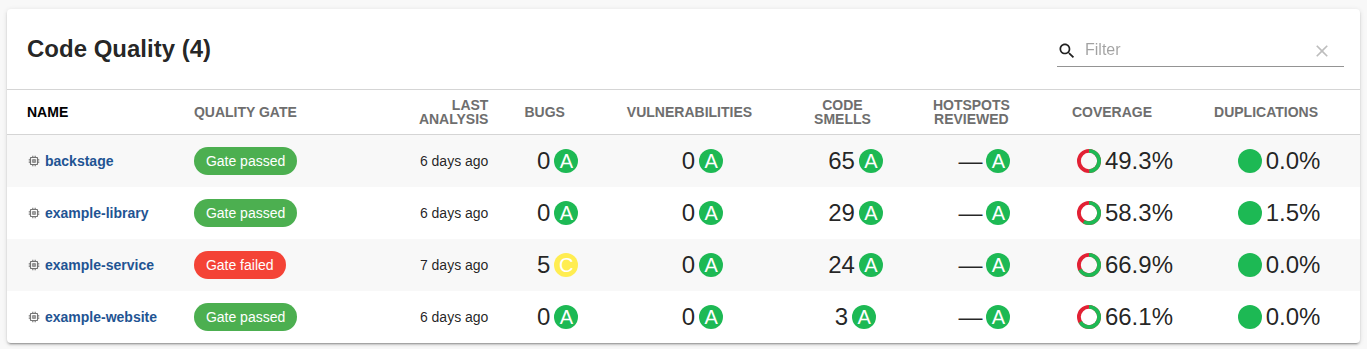 Code Quality (4)
Filter
NAME QUALITY GATE LAST ANALYSIS BUGS VULNERABILITIES CODE SMELLS HOTSPOTS REVIEWED COVERAGE DUPLICATIONS
backstage Gate passed 6 days ago 0 A 0 A 65 A — A 49.3% 0.0%
example-library Gate passed 6 days ago 0 A 0 A 29 A — A 58.3% 1.5%
example-service Gate failed 7 days ago 5 C 0 A 24 A — A 66.9% 0.0%
example-website Gate passed 6 days ago 0 A 0 A 3 A — A 66.1% 0.0%